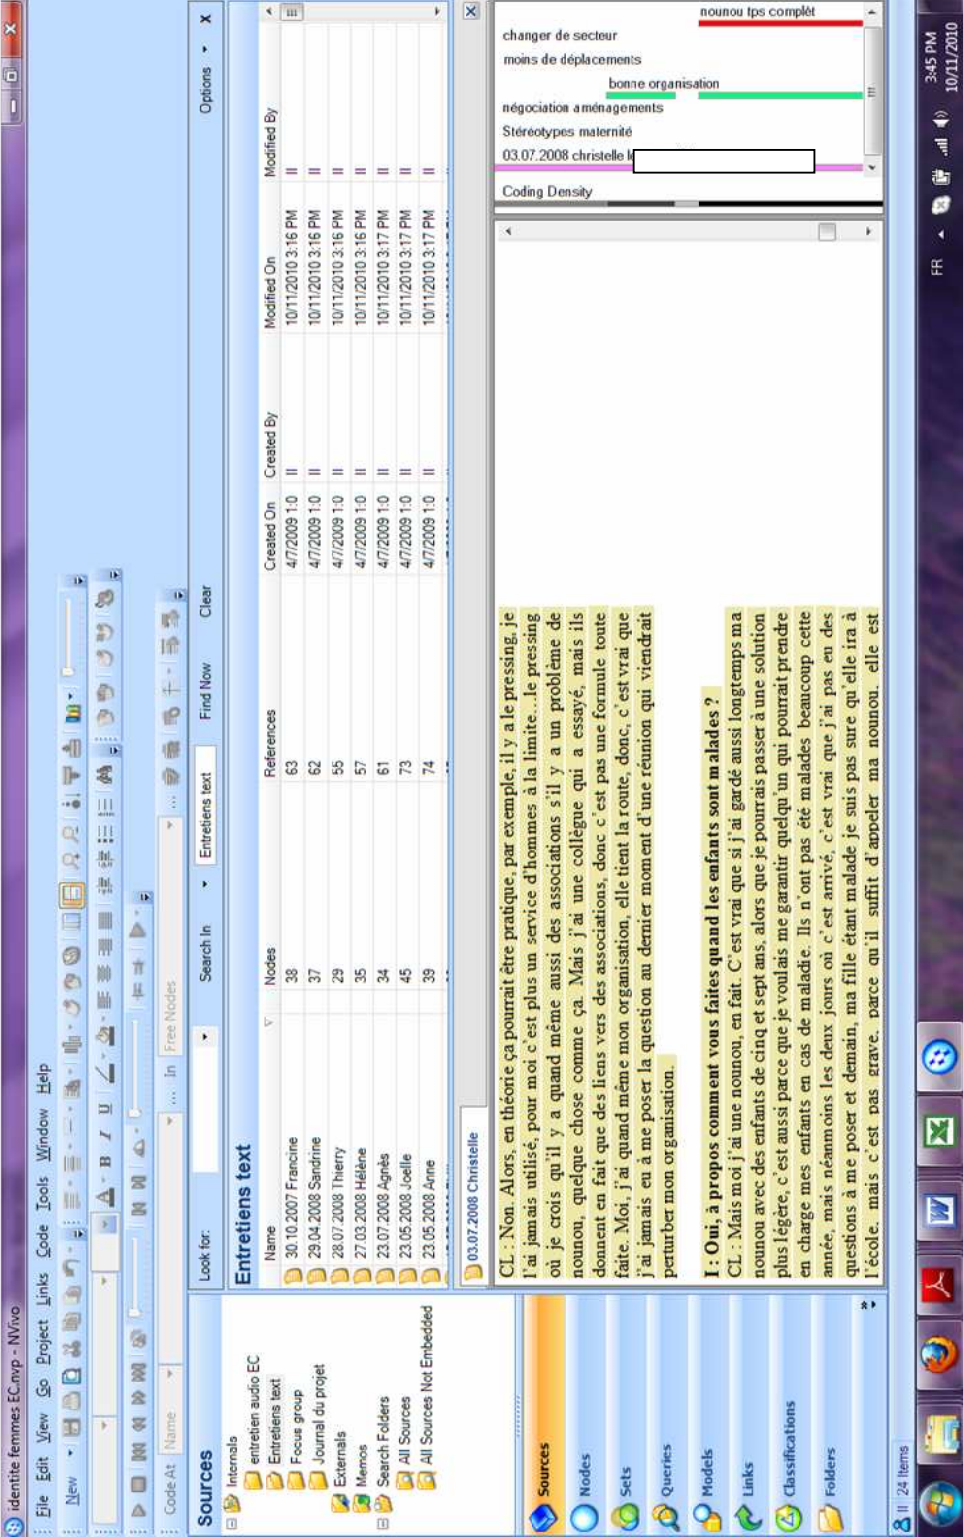 identite femmes EC.nvp - NVivo
File Edit View Go Project Links Code Tools Window Help
New
B I U
Code At Name In Free Nodes
Sources
Internals
entretien audio EC
Entretiens text
Focus group
Journal du projet
Externals
Memos
Search Folders
All Sources
All Sources Not Embedded
Sources
Nodes
Sets
Queries
Models
Links
Classifications
Folders
Look for: Search In Entretiens text Find Now Clear Options
Entretiens text
Name Nodes References Created On Created By Modified On Modified By
30.10.2007 Francine 38 63 4/7/2009 1:0 II 10/11/2010 3:16 PM II
29.04.2008 Sandrine 37 62 4/7/2009 1:0 II 10/11/2010 3:16 PM II
28.07.2008 Thierry 29 55 4/7/2009 1:0 II 10/11/2010 3:16 PM II
27.03.2008 Hélène 35 57 4/7/2009 1:0 II 10/11/2010 3:16 PM II
23.07.2008 Agnès 34 61 4/7/2009 1:0 II 10/11/2010 3:17 PM II
23.05.2008 Joelle 45 73 4/7/2009 1:0 II 10/11/2010 3:17 PM II
23.05.2008 Anne 39 74 4/7/2009 1:0 II 10/11/2010 3:17 PM II
03.07.2008 Christelle
CL : Non. Alors, en théorie ça pourrait être pratique, par exemple, il y a le pressing, je
l'ai jamais utilisé, pour moi c'est plus un service d'hommes à la limite…le pressing
où je crois qu'il y a quand même aussi des associations s'il y a un problème de
nounou, quelque chose comme ça. Mais j'ai une collègue qui a essayé, mais ils
donnent en fait que des liens vers des associations, donc c'est pas une formule toute
faite. Moi, j'ai quand même mon organisation, elle tient la route, donc, c'est vrai que
j'ai jamais eu à me poser la question au dernier moment d'une réunion qui viendrait
perturber mon organisation.
I : Oui, à propos comment vous faites quand les enfants sont malades ?
CL : Mais moi j'ai une nounou, en fait. C'est vrai que si j'ai gardé aussi longtemps ma
nounou avec des enfants de cinq et sept ans, alors que je pourrais passer à une solution
plus légère, c'est aussi parce que je voulais me garantir quelqu'un qui pourrait prendre
en charge mes enfants en cas de maladie. Ils n'ont pas été malades beaucoup cette
année, mais néanmoins les deux jours où c'est arrivé, c'est vrai que j'ai pas eu des
questions à me poser et demain, ma fille étant malade je suis pas sure qu'elle ira à
l'école. mais c'est pas grave. parce qu'il suffit d'appeler ma nounou. elle est
nounou tps complêt
changer de secteur
moins de déplacements
bonne organisation
négociation aménagements
Stéréotypes maternité
03.07.2008 christelle
Coding Density
II 24 Items
FR
3:45 PM
10/11/2010